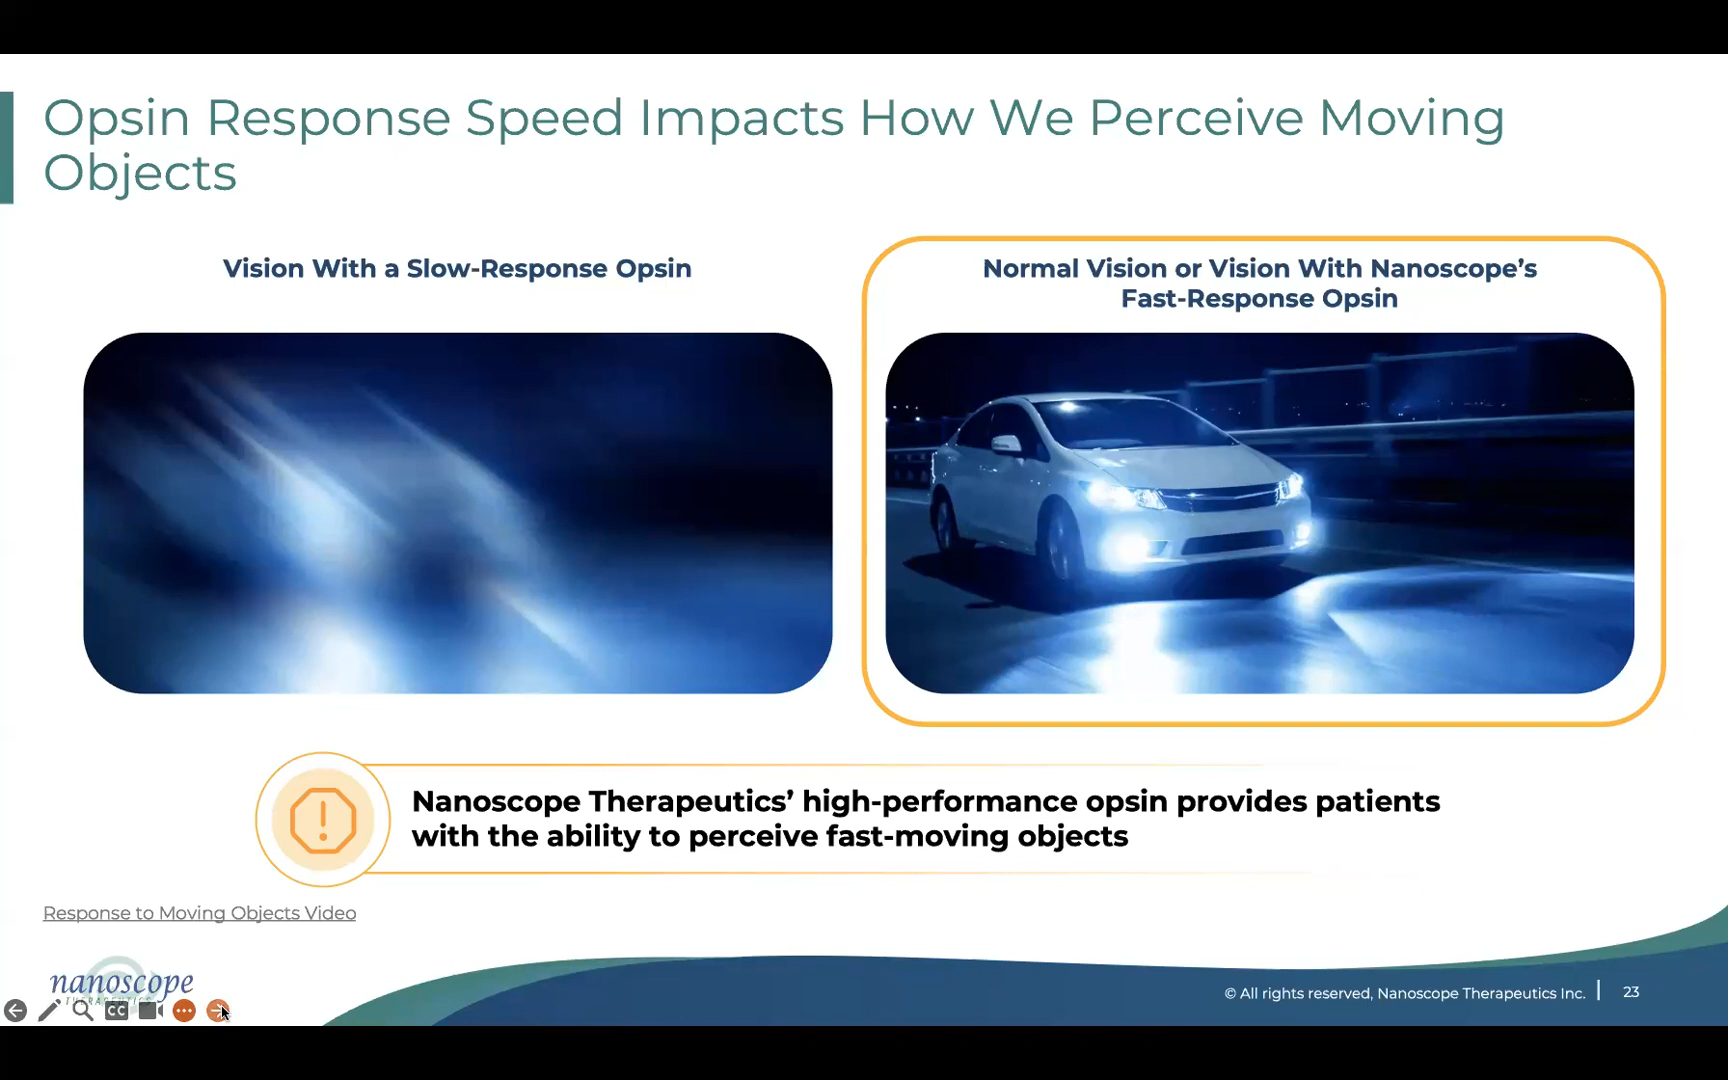 Opsin Response Speed Impacts How We Perceive Moving
Objects
Vision With a Slow-Response Opsin
Normal Vision or Vision With Nanoscope’s
Fast-Response Opsin
Nanoscope Therapeutics’ high-performance opsin provides patients
with the ability to perceive fast-moving objects
Response to Moving Objects Video
nanoscope
THERAPEUTICS
CC
© All rights reserved, Nanoscope Therapeutics Inc.
23